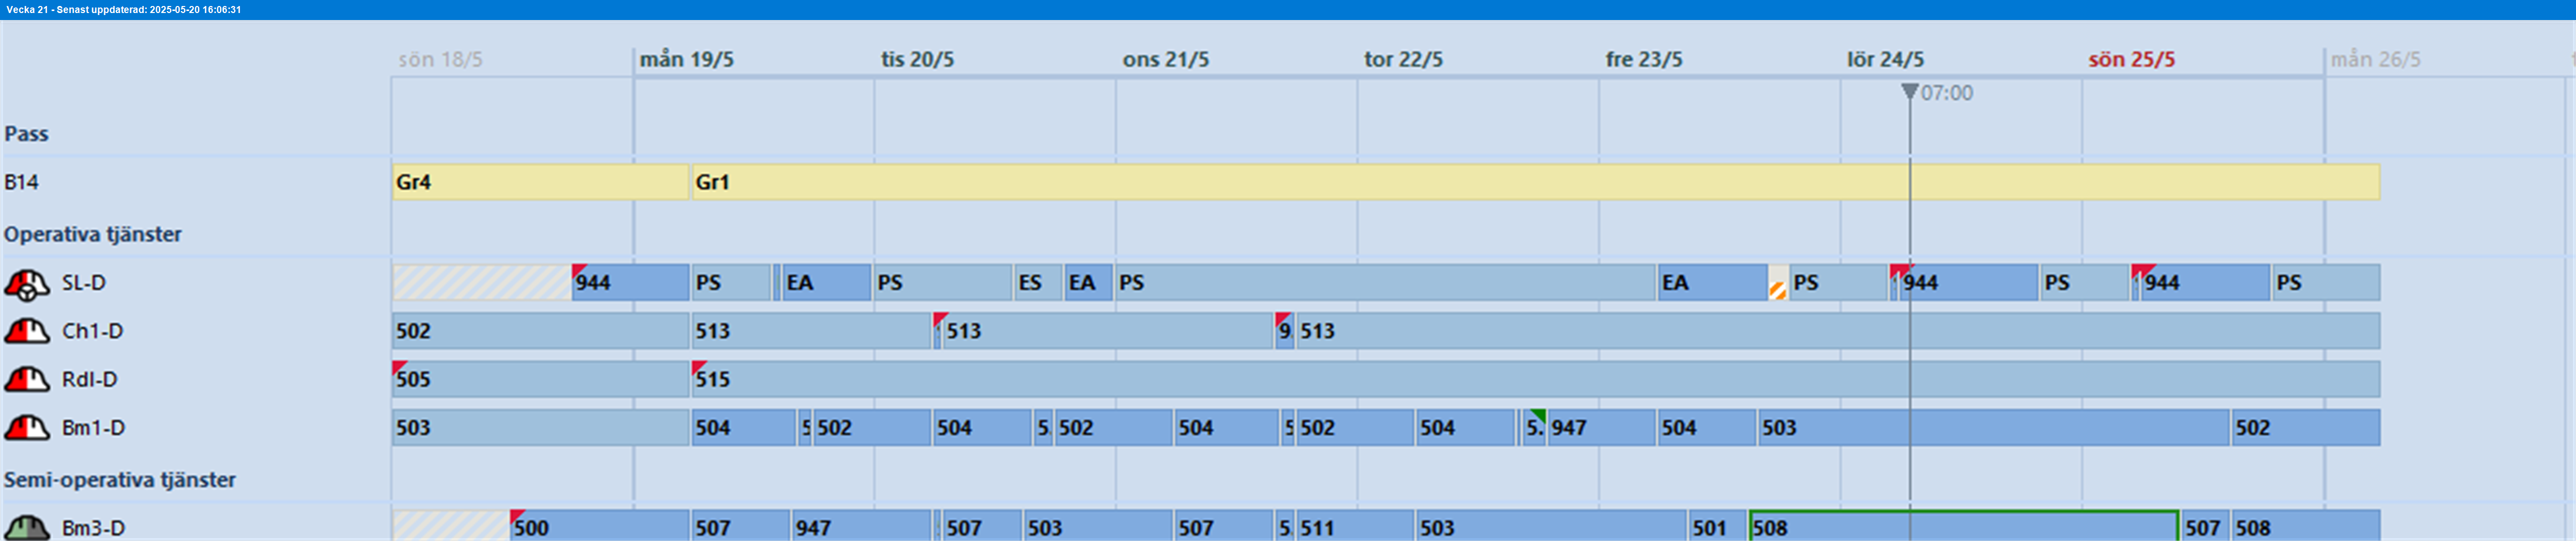 Vecka 21 - Senast uppdaterad: 2025-05-20 16:06:31
sön 18/5 mån 19/5 tis 20/5 ons 21/5 tor 22/5 fre 23/5 lör 24/5 sön 25/5 mån 26/5
07:00
Pass
B14 Gr4 Gr1
Operativa tjänster
SL-D 944 PS EA PS ES EA PS EA PS 944 PS 944 PS
Ch1-D 502 513 513 9. 513
Rdl-D 505 515
Bm1-D 503 504 5 502 504 5. 502 504 5 502 504 5. 947 504 503 502
Semi-operativa tjänster
Bm3-D 500 507 947 507 503 507 5. 511 503 501 508 507 508